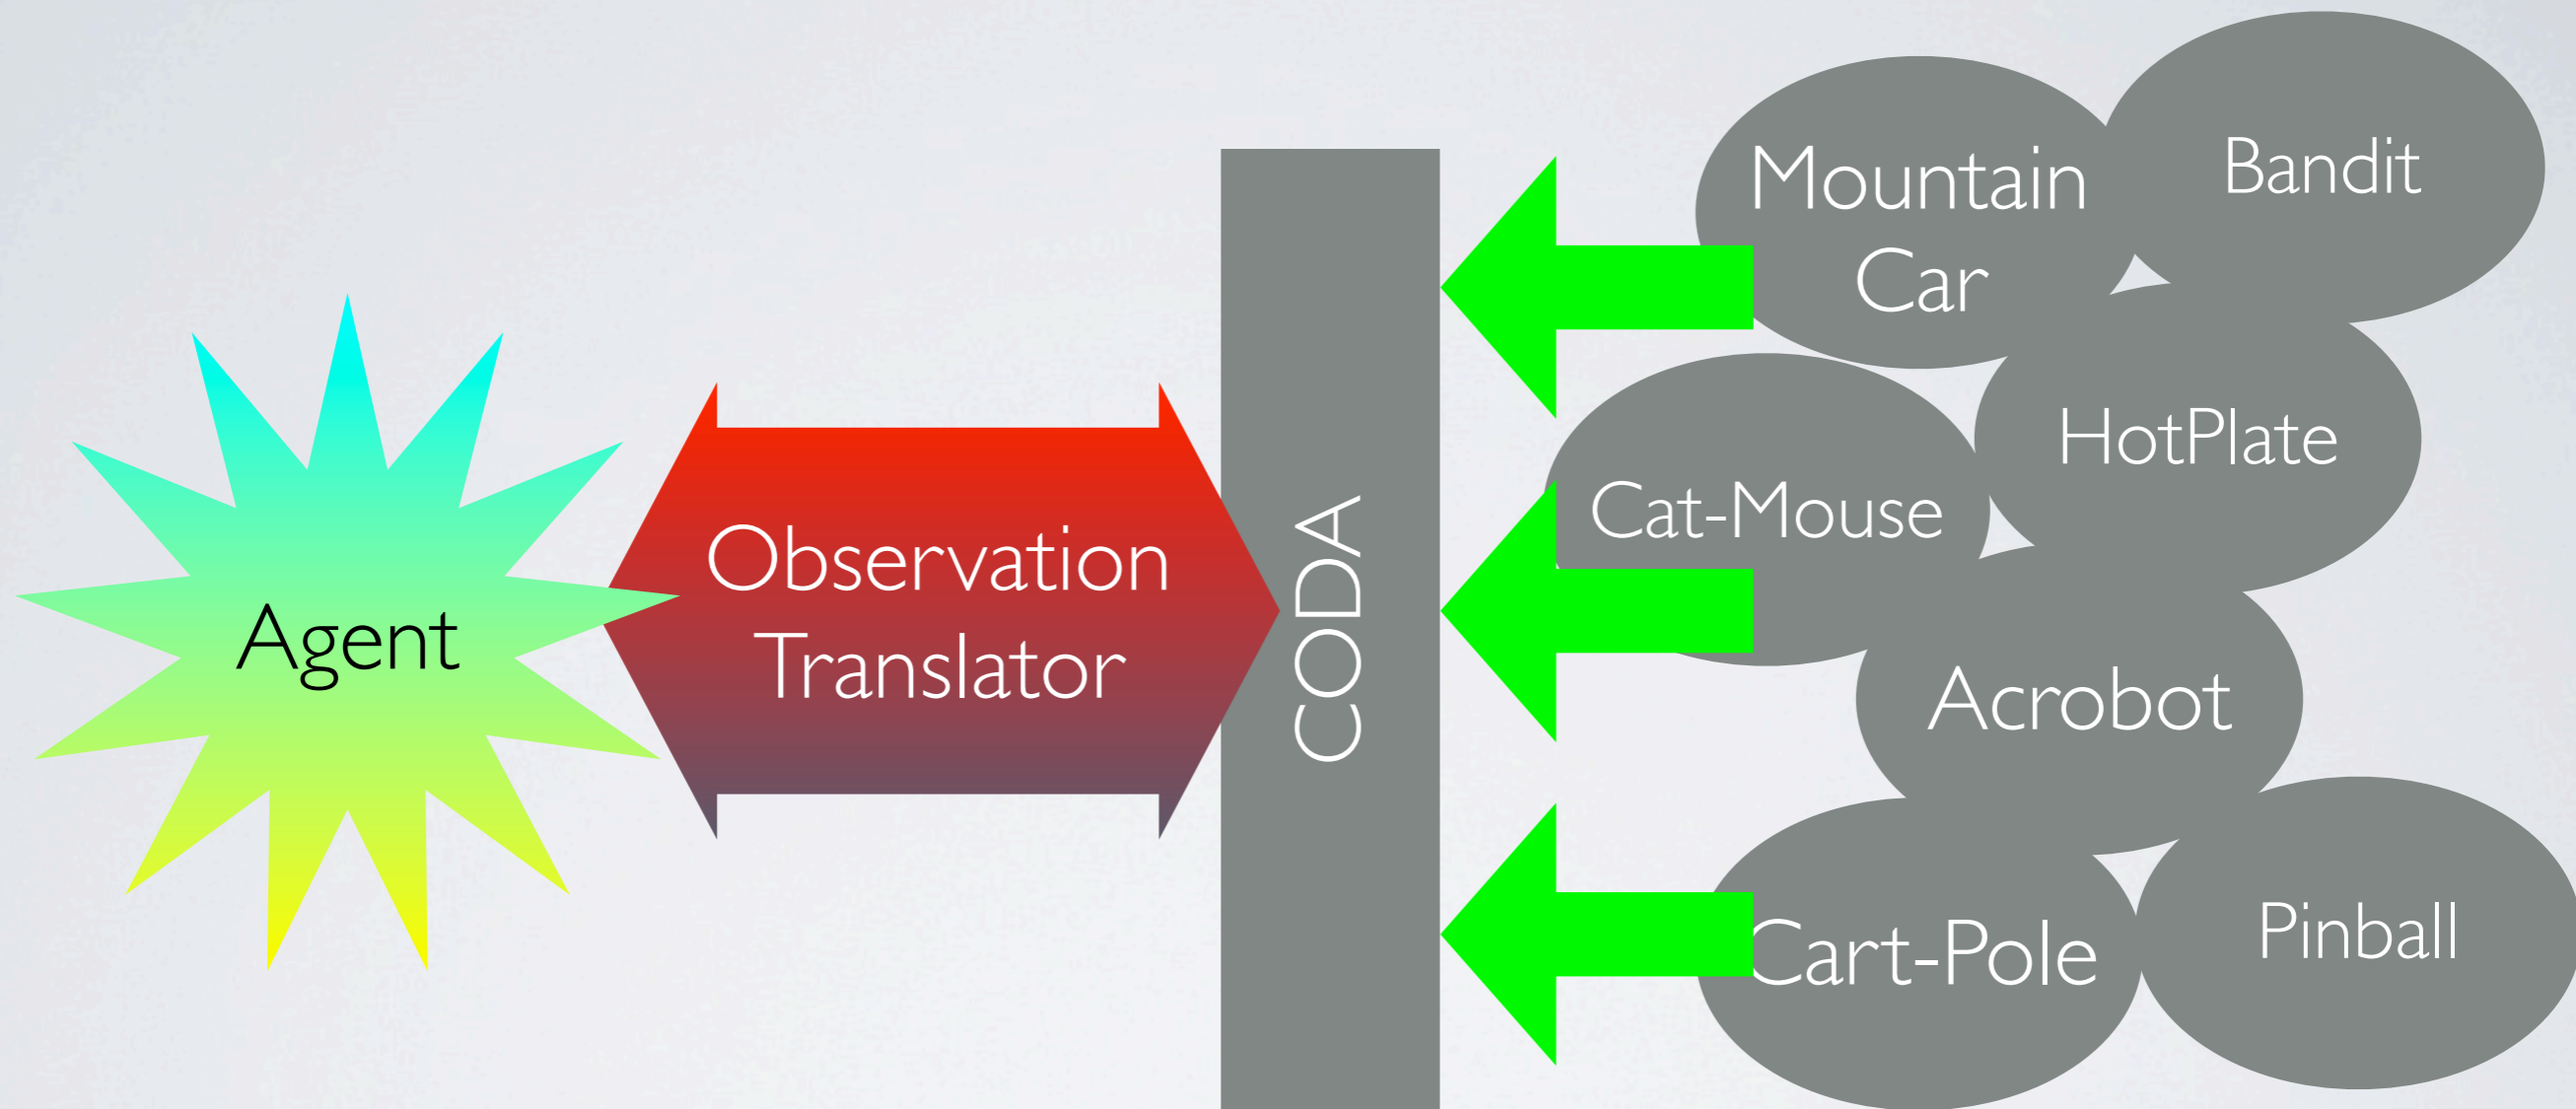 Agent
Observation
Translator
CODA
Mountain
Car
Bandit
HotPlate
Cat-Mouse
Acrobot
Cart-Pole
Pinball